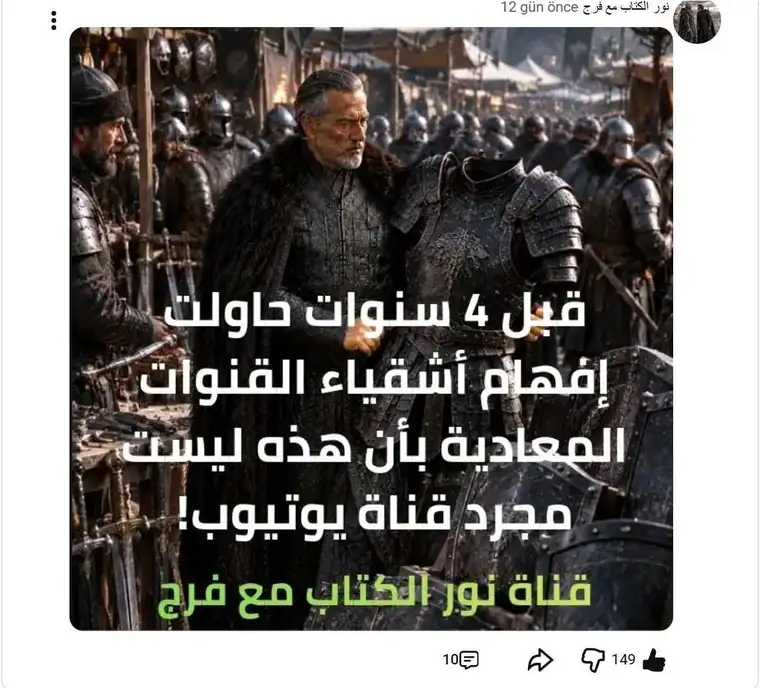 نور الكتاب مع فرج 12 gün önce
قبل 4 سنوات حاولت
إفهام أشقياء القنوات
المعادية بأن هذه ليست
مجرد قناة يوتيوب!
قناة نور الكتاب مع فرج
149
10